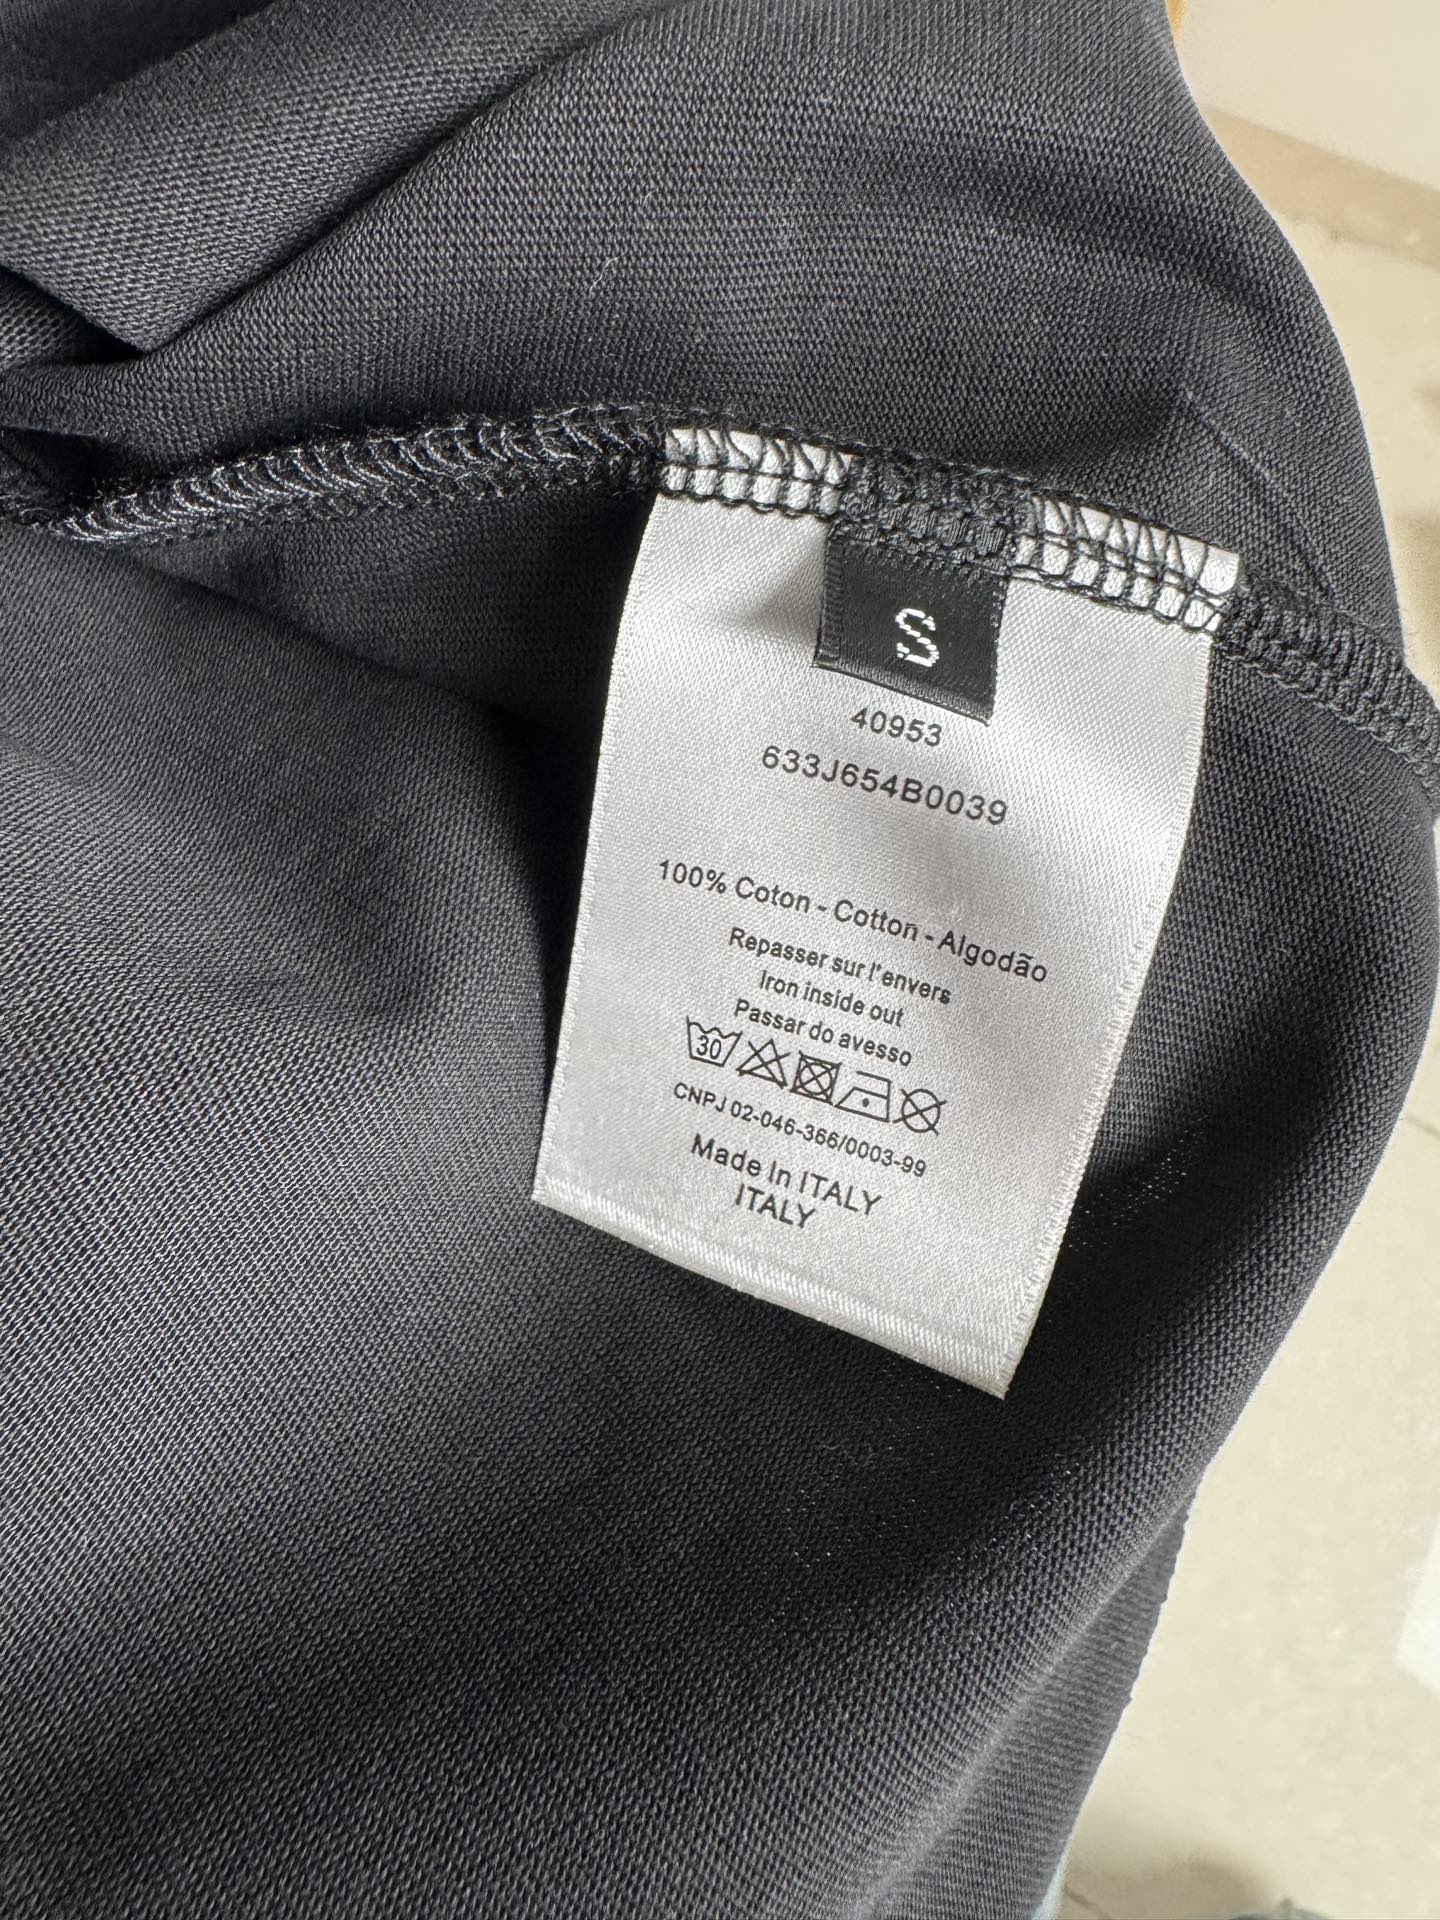 S
40953
633J654B0039
100% Coton - Cotton - Algodão
Repasser sur l'envers
Iron inside out
Passar do avesso
30
CNPJ 02-046-366/0003-99
Made In ITALY
ITALY